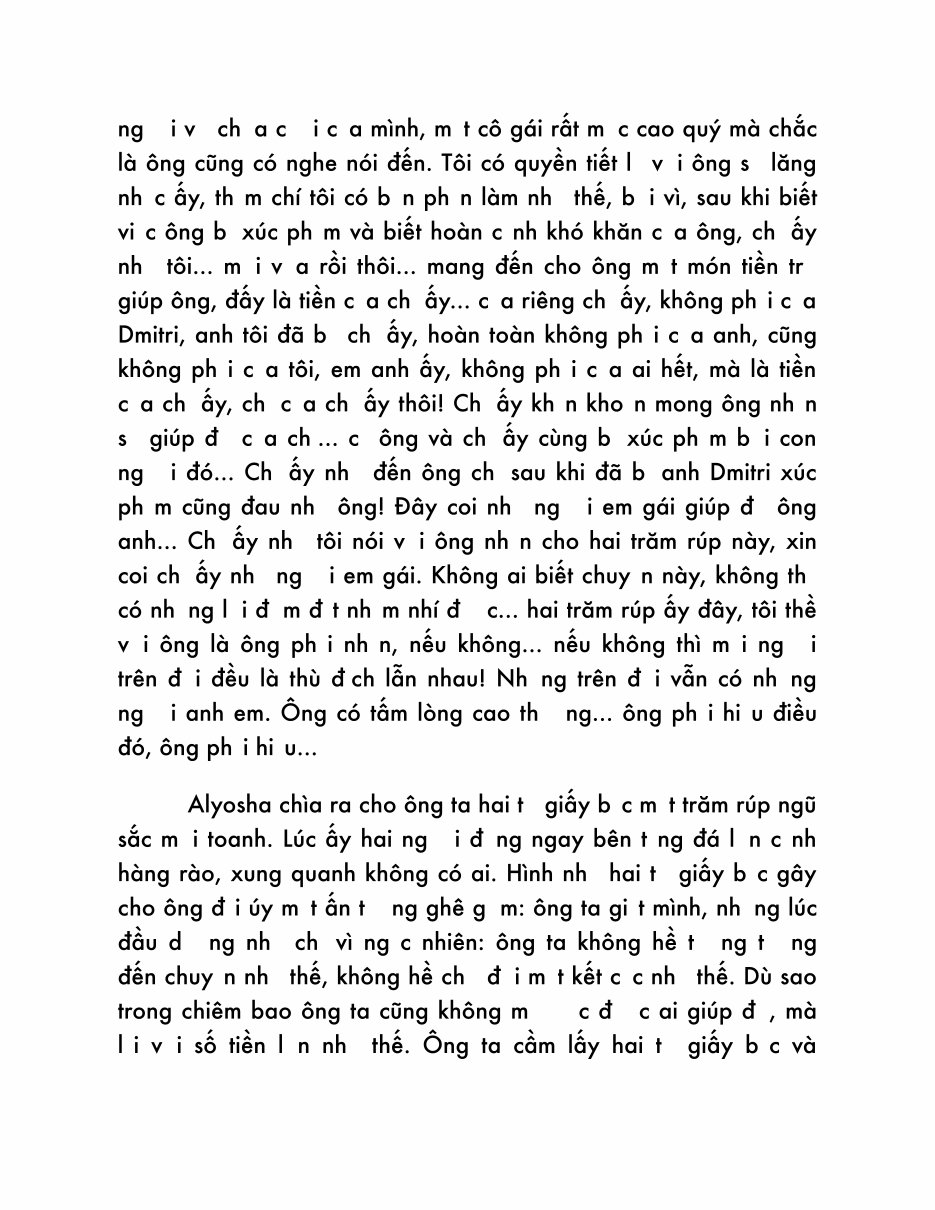 ng i v ch a c i c a mình, m t cô gái rất m c cao quý mà chắc
là ông cũng có nghe nói đến. Tôi có quyền tiết l v i ông s lăng
nh c ấy, th m chí tôi có b n ph n làm nh thế, b i vì, sau khi biết
vi c ông b xúc ph m và biết hoàn c nh khó khăn c a ông, ch ấy
nh tôi... m i v a rồi thôi... mang đến cho ông m t món tiền tr
giúp ông, đấy là tiền c a ch ấy... c a riêng ch ấy, không ph i c a
Dmitri, anh tôi đã b ch ấy, hoàn toàn không ph i c a anh, cũng
không ph i c a tôi, em anh ấy, không ph i c a ai hết, mà là tiền
c a ch ấy, ch c a ch ấy thôi! Ch ấy kh n kho n mong ông nh n
s giúp đ c a ch ... c ông và ch ấy cùng b xúc ph m b i con
ng i đó... Ch ấy nh đến ông ch sau khi đã b anh Dmitri xúc
ph m cũng đau nh ông! Đây coi nh ng i em gái giúp đ ông
anh... Ch ấy nh tôi nói v i ông nh n cho hai trăm rúp này, xin
coi ch ấy nh ng i em gái. Không ai biết chuy n này, không th
có nh ng l i đ m đ t nh m nhí đ c... hai trăm rúp ấy đây, tôi thề
v i ông là ông ph i nh n, nếu không... nếu không thì m i ng i
trên đ i đều là thù đ ch lẫn nhau! Nh ng trên đ i vẫn có nh ng
ng i anh em. Ông có tấm lòng cao th ng... ông ph i hi u điều
đó, ông ph i hi u...
Alyosha chìa ra cho ông ta hai t giấy b c m t trăm rúp ngũ
sắc m i toanh. Lúc ấy hai ng i đ ng ngay bên t ng đá l n c nh
hàng rào, xung quanh không có ai. Hình nh hai t giấy b c gây
cho ông đ i úy m t ấn t ng ghê g m: ông ta gi t mình, nh ng lúc
đầu d ng nh ch vì ng c nhiên: ông ta không hề t ng t ng
đến chuy n nh thế, không hề ch đ i m t kết c c nh thế. Dù sao
trong chiêm bao ông ta cũng không m c đ c ai giúp đ , mà
l i v i số tiền l n nh thế. Ông ta cầm lấy hai t giấy b c và